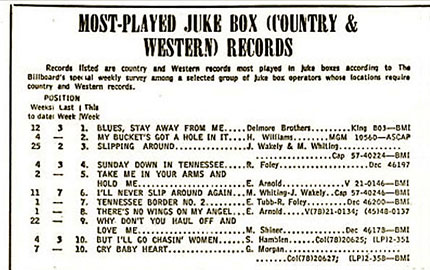 MOST-PLAYED JUKE BOX (COUNTRY &
WESTERN) RECORDS
Records listed are country and Western records most played in juke boxes according to The
Billboard's special weekly survey among a selected group of juke box operators whose locations require
country and Western records.
POSITION
Weeks Last This
to date Week Week
12 3 1. BLUES, STAY AWAY FROM ME.....Delmore Brothers..........King 803—BMI
4 — 2. MY BUCKET'S GOT A HOLE IN IT....H. Williams.......MGM 10560—ASCAP
25 2 3. SLIPPING AROUND..............J. Wakely & M. Whiting........
Cap 57-40224—BMI
4 3 4. SUNDAY DOWN IN TENNESSEE......R. Foley................Dec 46197
2 — 5. TAKE ME IN YOUR ARMS AND
HOLD ME....................E. Arnold...........V 21-0146—BMI
11 7 6. I'LL NEVER SLIP AROUND AGAIN...M. Whiting-J. Wakely..Cap 57-40246—BMI
1 — 7. TENNESSEE BORDER NO. 2.......E. Tubb-R. Foley....Dec 46200—BMI
1 — 8. THERE'S NO WINGS ON MY ANGEL...E. Arnold..V(78)21-0134; (45)48-0137
22 — 9. WHY DON'T YOU HAUL OFF AND
LOVE ME....................M. Shiner.........Dec 46178—BMI
4 3 10. BUT I'LL GO CHASIN' WOMEN.....S. Hamblen...Col(78)20625; (LP)2-351
7 — 10. CRY BABY HEART...............G. Morgan..................
Col(78)20627; (LP)2-358—BMI